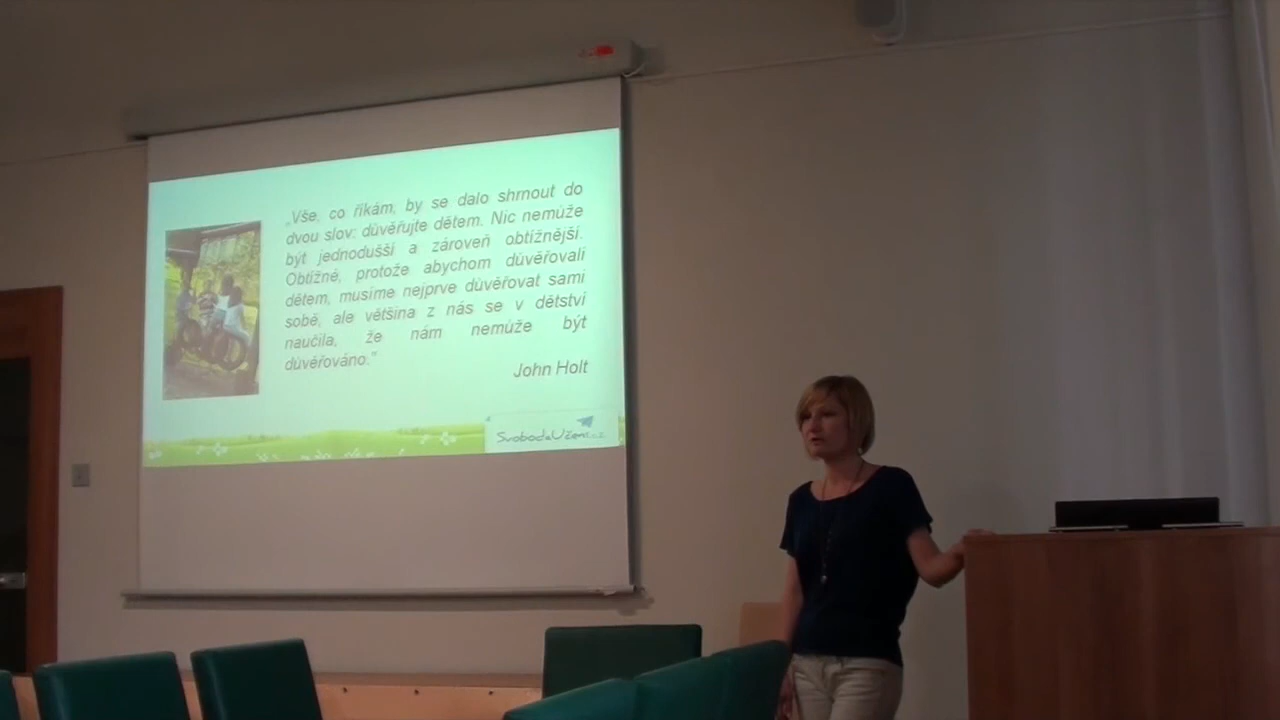 „Vše, co říkám, by se dalo shrnout do
dvou slov: důvěřujte dětem. Nic nemůže
být jednodušší a zároveň obtížnější.
Obtížné, protože abychom důvěřovali
dětem, musíme nejprve důvěřovat sami
sobě, ale většina z nás se v dětství
naučila, že nám nemůže být
důvěřováno."
John Holt
SvobodaUčení.cz